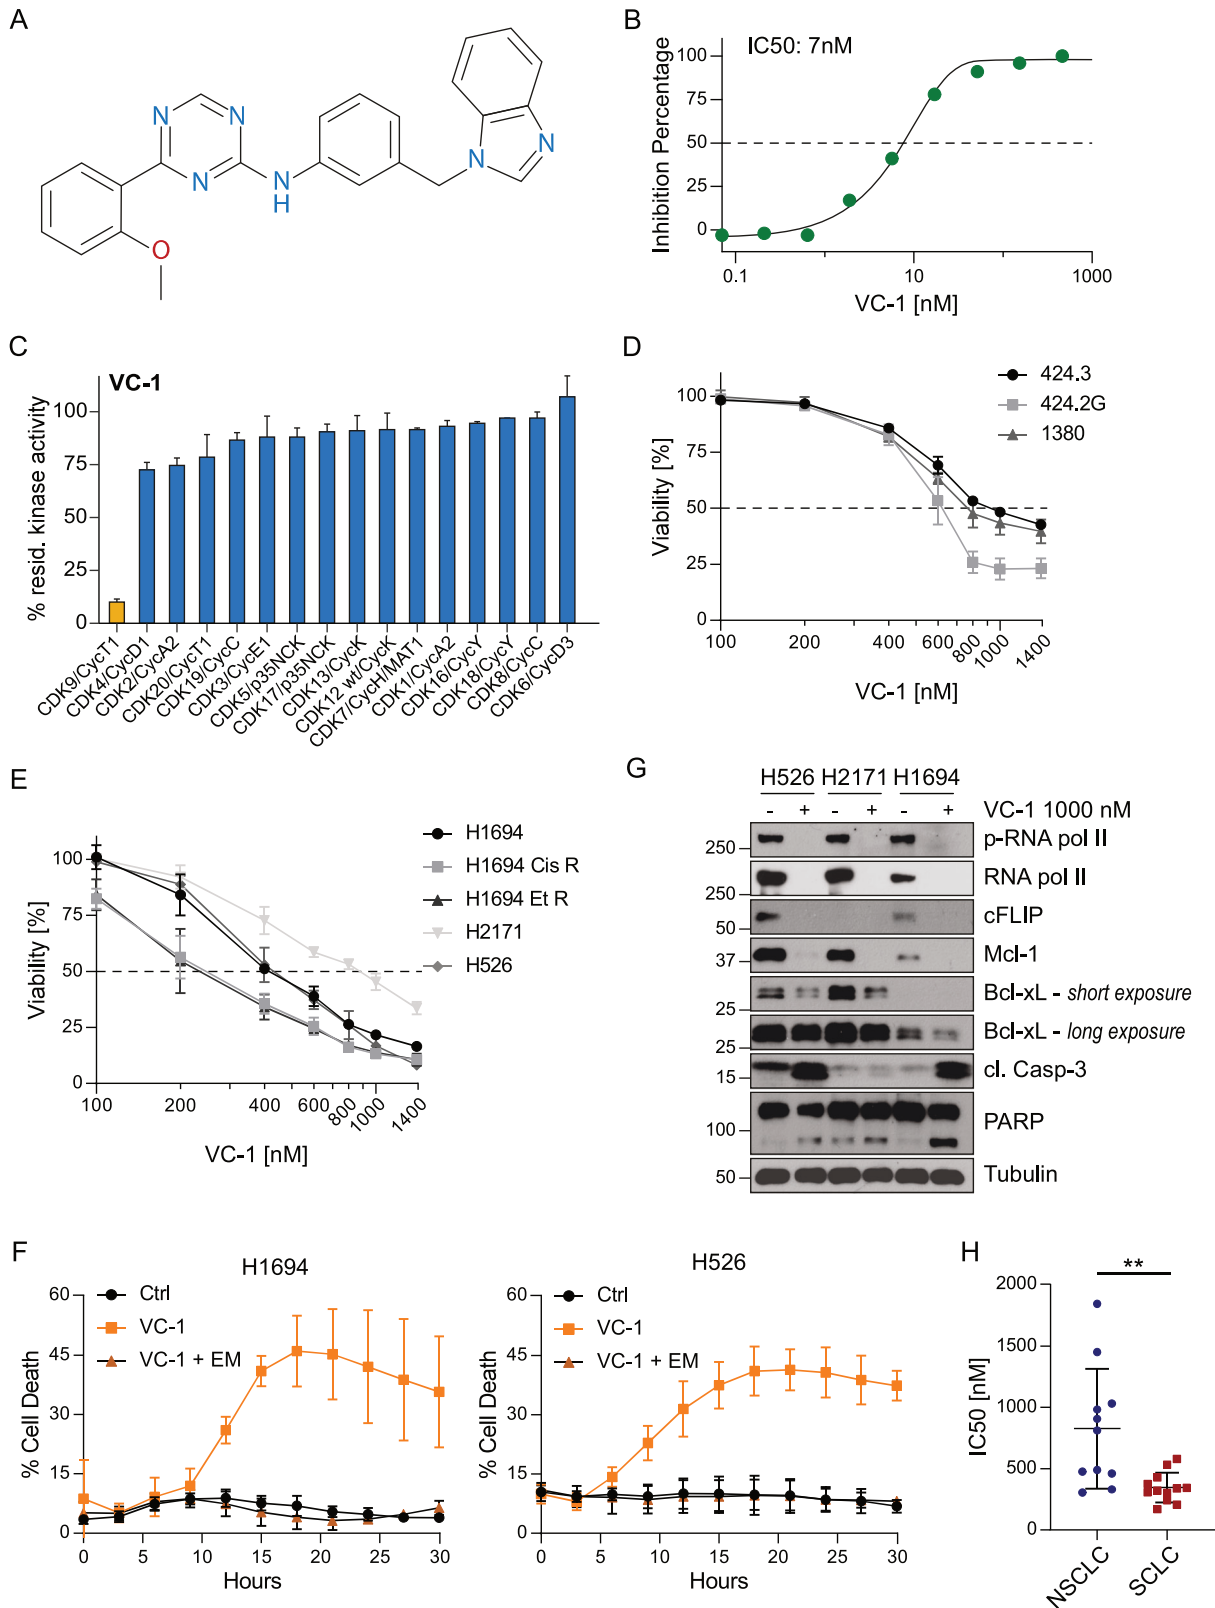 A
N
N
N
N
H
N
N
O
B
IC50: 7nM
Inhibition Percentage
100
75
50
25
0
0.1
10
1000
VC-1 [nM]
C
VC-1
% resid. kinase activity
100
75
50
25
0
CDK9/CycT1
CDK4/CycD1
CDK2/CycA2
CDK20/CycT1
CDK19/CycC
CDK3/CycE1
CDK5/p35NCK
CDK17/p35NCK
CDK13/CycK
CDK12 wt/CycK
CDK7/CycH/MAT1
CDK1/CycA2
CDK16/CycY
CDK18/CycY
CDK8/CycC
CDK6/CycD3
D
424.3
424.2G
1380
Viability [%]
100
75
50
25
0
100
200
400
600
800
1000
1400
VC-1 [nM]
E
H1694
H1694 Cis R
H1694 Et R
H2171
H526
Viability [%]
100
75
50
25
0
100
200
400
600
800
1000
1400
VC-1 [nM]
G
H526 H2171 H1694
- + - + - + VC-1 1000 nM
250 p-RNA pol II
250 RNA pol II
50 cFLIP
37 Mcl-1
25 Bcl-xL - short exposure
25 Bcl-xL - long exposure
15 cl. Casp-3
100 PARP
50 Tubulin
F
H1694
Ctrl
VC-1
VC-1 + EM
% Cell Death
60
45
30
15
0
0 5 10 15 20 25 30
Hours
H526
Ctrl
VC-1
VC-1 + EM
% Cell Death
60
45
30
15
0
0 5 10 15 20 25 30
Hours
H
**
IC50 [nM]
2000
1500
1000
500
0
NSCLC
SCLC